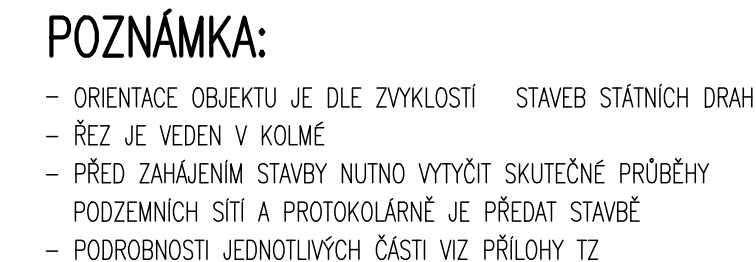 POZNÁMKA:
– ORIENTACE OBJEKTU JE DLE ZVYKLOSTÍ STAVEB STÁTNÍCH DRAH
– ŘEZ JE VEDEN V KOLMÉ
– PŘED ZAHÁJENÍM STAVBY NUTNO VYTYČIT SKUTEČNÉ PRŮBĚHY
PODZEMNÍCH SÍTÍ A PROTOKOLÁRNĚ JE PŘEDAT STAVBĚ
– PODROBNOSTI JEDNOTLIVÝCH ČÁSTI VIZ PŘÍLOHY TZ